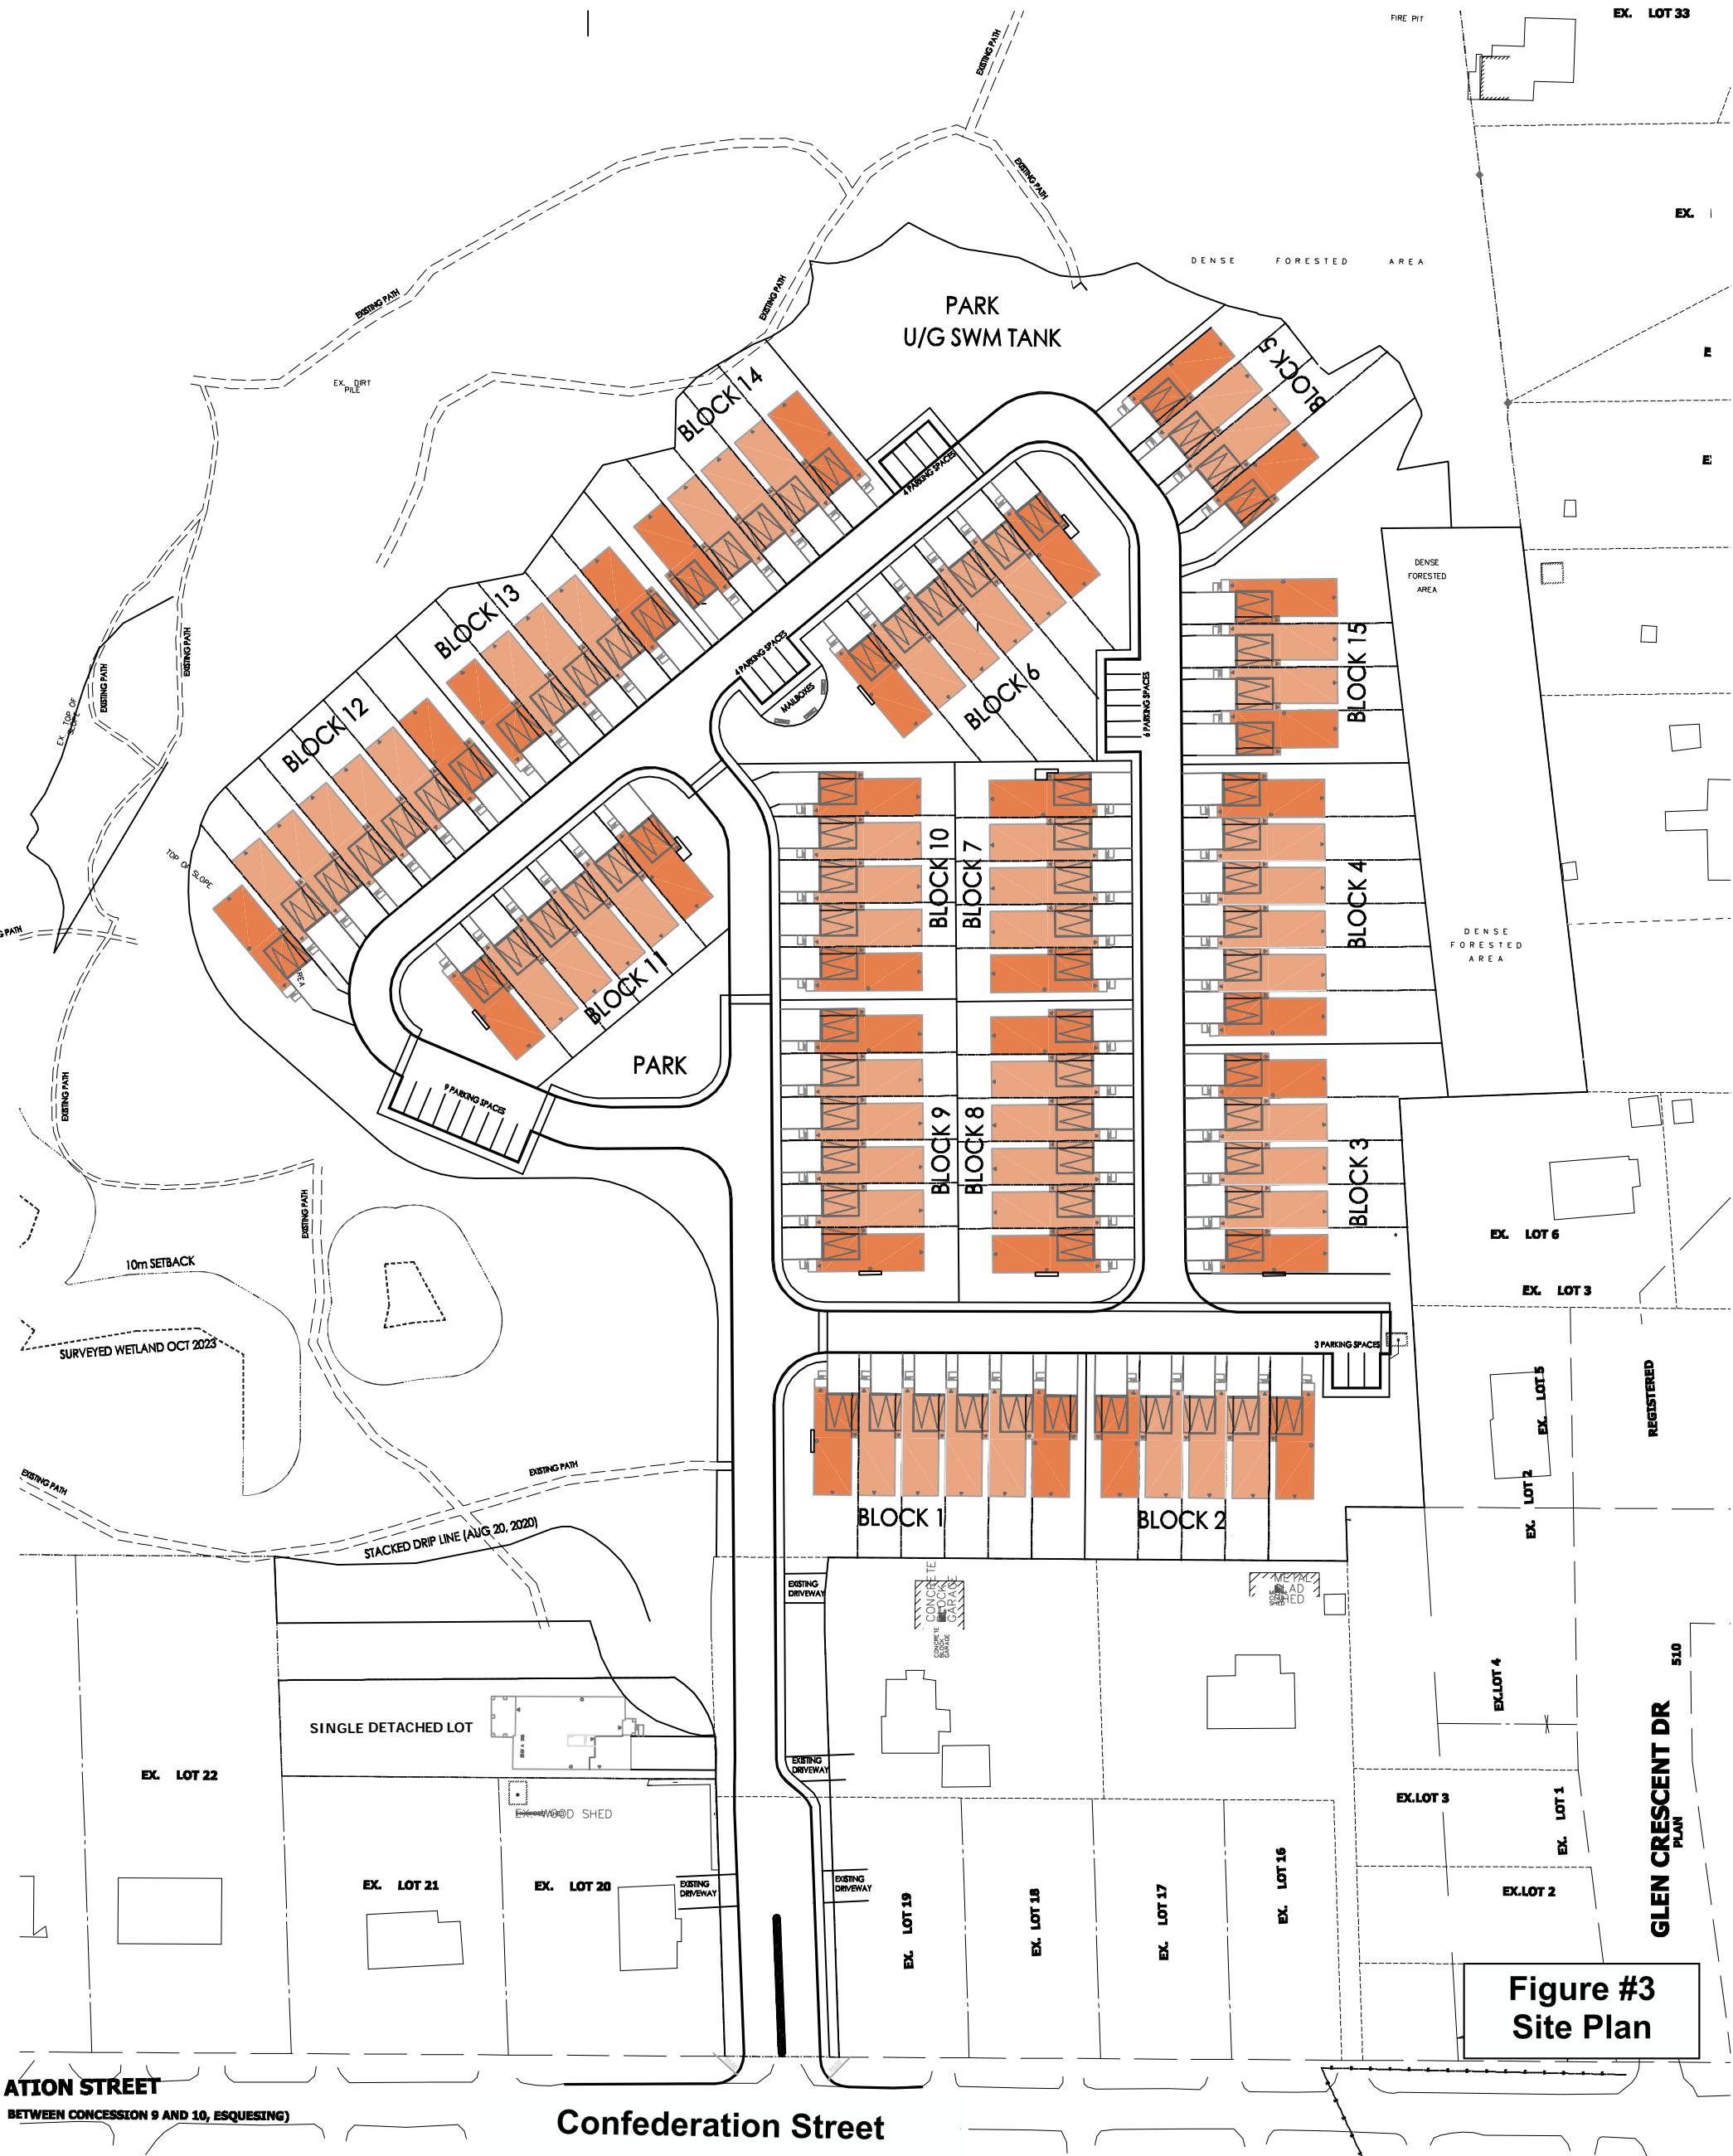 FIRE PIT
EX. LOT 33
EXISTING PATH
EXISTING PATH
EX.
DENSE FORESTED AREA
EXISTING PATH
EXISTING PATH
PARK
U/G SWM TANK
BLOCK 5
EX. DIRT
PILE
BLOCK 14
4 PARKING SPACES
DENSE
FORESTED
AREA
BLOCK 13
BLOCK 15
EXISTING PATH
EXISTING PATH
4 PARKING SPACES
MAILBOXES
BLOCK 6
6 PARKING SPACES
EX. TOP OF
SLOPE
BLOCK 12
TOP OF SLOPE
BLOCK 10
BLOCK 7
BLOCK 4
DENSE
FORESTED
AREA
PATH
BLOCK 11
PARK
9 PARKING SPACES
EXISTING PATH
BLOCK 9
BLOCK 8
BLOCK 3
EXISTING PATH
EX. LOT 6
10m SETBACK
EX. LOT 3
SURVEYED WETLAND OCT 2023
3 PARKING SPACES
EX. LOT 5
REGISTERED
EXISTING PATH
EXISTING PATH
EX. LOT 2
BLOCK 1
BLOCK 2
STACKED DRIP LINE (AUG 20, 2020)
EXISTING
DRIVEWAY
CONCRETE
BLOCK
GARAGE
CONCRETE
BLOCK
GARAGE
METAL
CLAD
SHED
EX.LOT 4
510
SINGLE DETACHED LOT
EXISTING
DRIVEWAY
EX. LOT 22
EX. WOOD SHED
EX.LOT 3
EX. LOT 1
GLEN CRESCENT DR
PLAN
EX. LOT 21
EX. LOT 20
EXISTING
DRIVEWAY
EXISTING
DRIVEWAY
EX. LOT 19
EX. LOT 18
EX. LOT 17
EX. LOT 16
EX.LOT 2
Figure #3
Site Plan
ATION STREET
BETWEEN CONCESSION 9 AND 10, ESQUESING)
Confederation Street